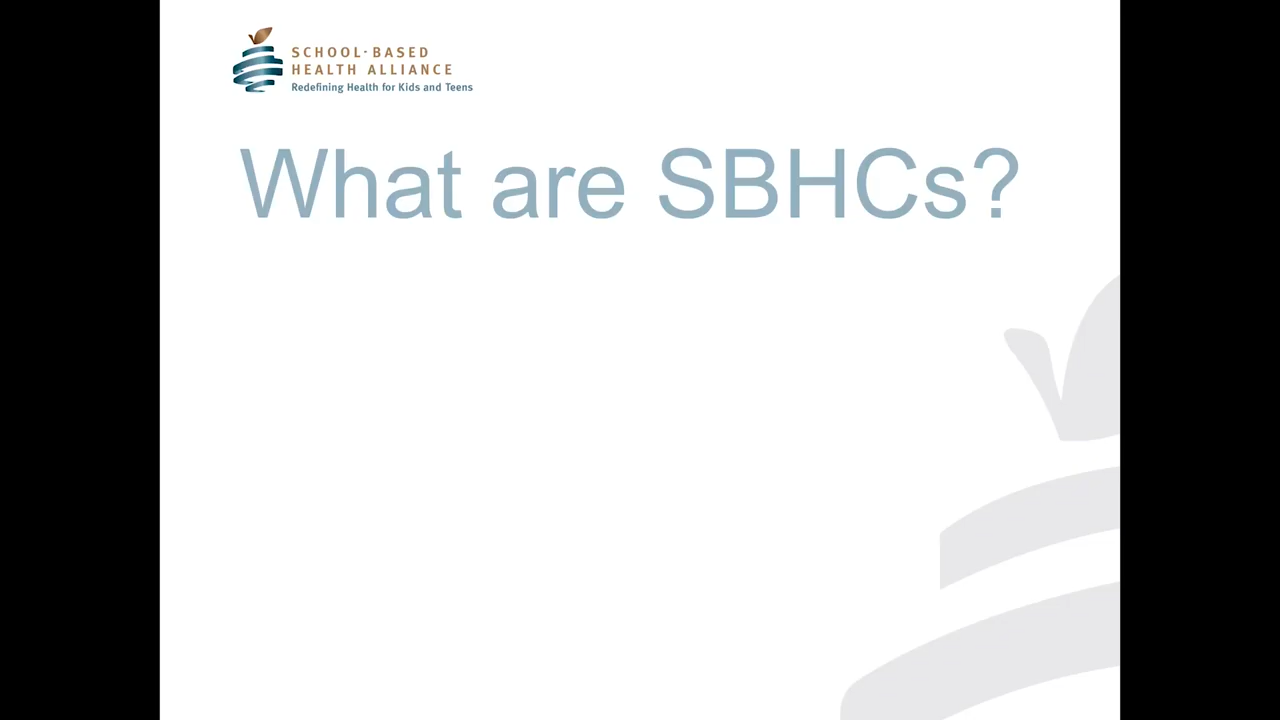 SCHOOL-BASED
HEALTH ALLIANCE
Redefining Health for Kids and Teens
What are SBHCs?